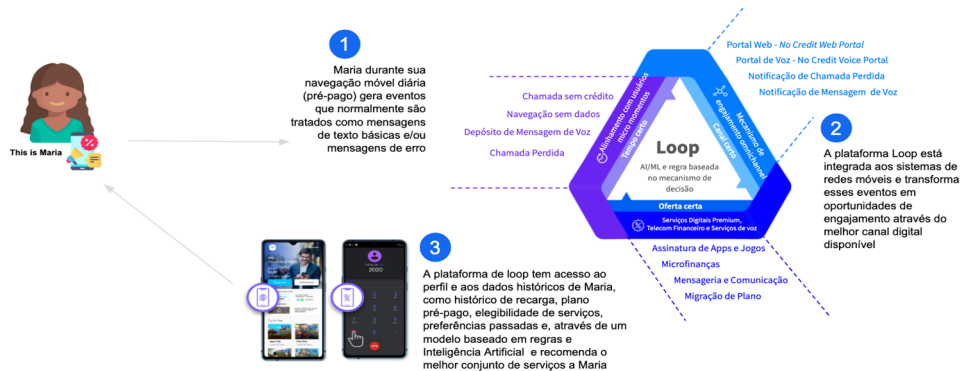 This is Maria
1
Maria durante sua
navegação móvel diária
(pré-pago) gera eventos
que normalmente são
tratados como mensagens
de texto básicas e/ou
mensagens de erro
Chamada sem crédito
Navegação sem dados
Depósito de Mensagem de Voz
Chamada Perdida
Alinhamento com usuários
micro momentos
Tempo certo
Mecanismo de
engajamento omnichannel
Canal certo
Loop
AI/ML e regra baseada
no mecanismo de
decisão
Oferta certa
Serviços Digitais Premium,
Telecom Financeiro e Serviços de voz
Portal Web - No Credit Web Portal
Portal de Voz - No Credit Voice Portal
Notificação de Chamada Perdida
Notificação de Mensagem de Voz
2
A plataforma Loop está
integrada aos sistemas de
redes móveis e transforma
esses eventos em
oportunidades de
engajamento através do
melhor canal digital
disponível
Assinatura de Apps e Jogos
Microfinanças
Mensageria e Comunicação
Migração de Plano
3
A plataforma de loop tem acesso ao
perfil e aos dados históricos de Maria,
como histórico de recarga, plano
pré-pago, elegibilidade de serviços,
preferências passadas e, através de um
modelo baseado em regras e
Inteligência Artificial e recomenda o
melhor conjunto de serviços a Maria
2020